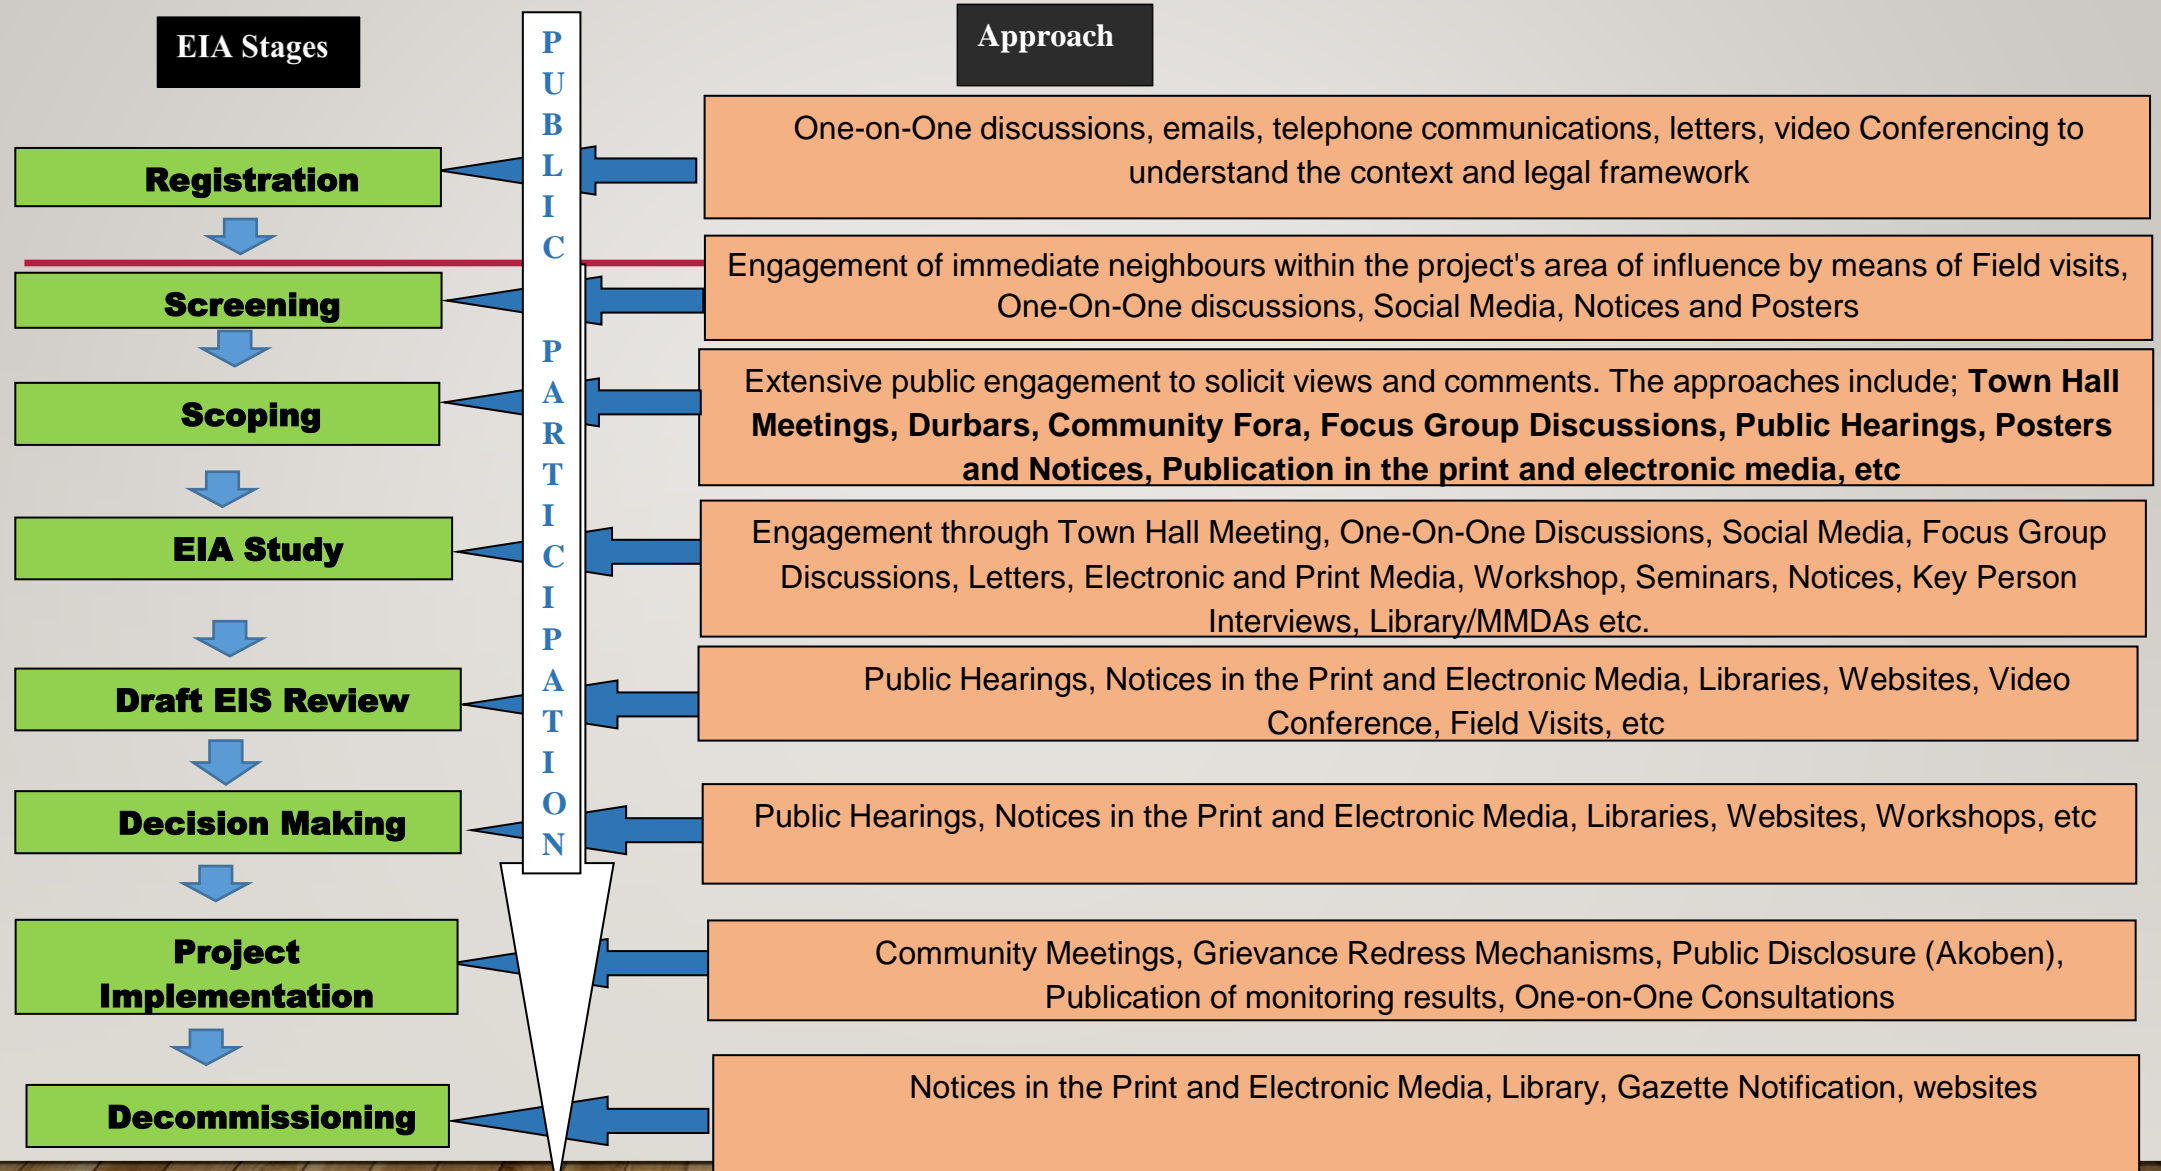 EIA Stages
Approach
PUBLIC PARTICIPATION
Registration
One-on-One discussions, emails, telephone communications, letters, video Conferencing to
understand the context and legal framework
Screening
Engagement of immediate neighbours within the project's area of influence by means of Field visits,
One-On-One discussions, Social Media, Notices and Posters
Scoping
Extensive public engagement to solicit views and comments. The approaches include; Town Hall
Meetings, Durbars, Community Fora, Focus Group Discussions, Public Hearings, Posters
and Notices, Publication in the print and electronic media, etc
EIA Study
Engagement through Town Hall Meeting, One-On-One Discussions, Social Media, Focus Group
Discussions, Letters, Electronic and Print Media, Workshop, Seminars, Notices, Key Person
Interviews, Library/MMDAs etc.
Draft EIS Review
Public Hearings, Notices in the Print and Electronic Media, Libraries, Websites, Video
Conference, Field Visits, etc
Decision Making
Public Hearings, Notices in the Print and Electronic Media, Libraries, Websites, Workshops, etc
Project
Implementation
Community Meetings, Grievance Redress Mechanisms, Public Disclosure (Akoben),
Publication of monitoring results, One-on-One Consultations
Decommissioning
Notices in the Print and Electronic Media, Library, Gazette Notification, websites